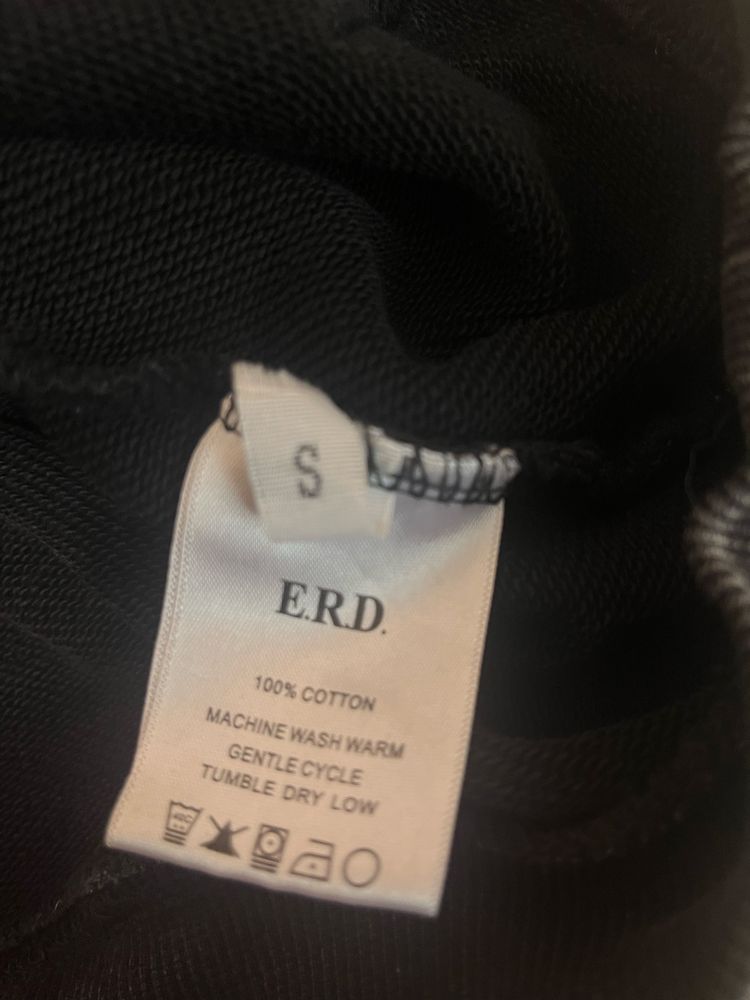 S
E.R.D.
100% COTTON
MACHINE WASH WARM
GENTLE CYCLE
TUMBLE DRY LOW